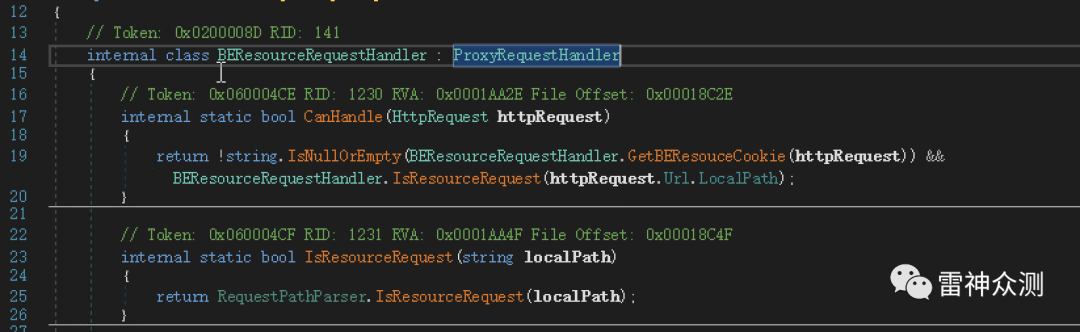 12 {
13 // Token: 0x0200008D RID: 141
14 internal class BEResourceRequestHandler : ProxyRequestHandler
15 {
16 // Token: 0x060004CE RID: 1230 RVA: 0x0001AA2E File Offset: 0x00018C2E
17 internal static bool CanHandle(HttpRequest httpRequest)
18 {
19 return !string.IsNullOrEmpty(BEResourceRequestHandler.GetBEResouceCookie(httpRequest)) &&
BEResourceRequestHandler.IsResourceRequest(httpRequest.Url.LocalPath);
20 }
21
22 // Token: 0x060004CF RID: 1231 RVA: 0x0001AA4F File Offset: 0x00018C4F
23 internal static bool IsResourceRequest(string localPath)
24 {
25 return RequestPathParser.IsResourceRequest(localPath);
26 }
27
雷神众测